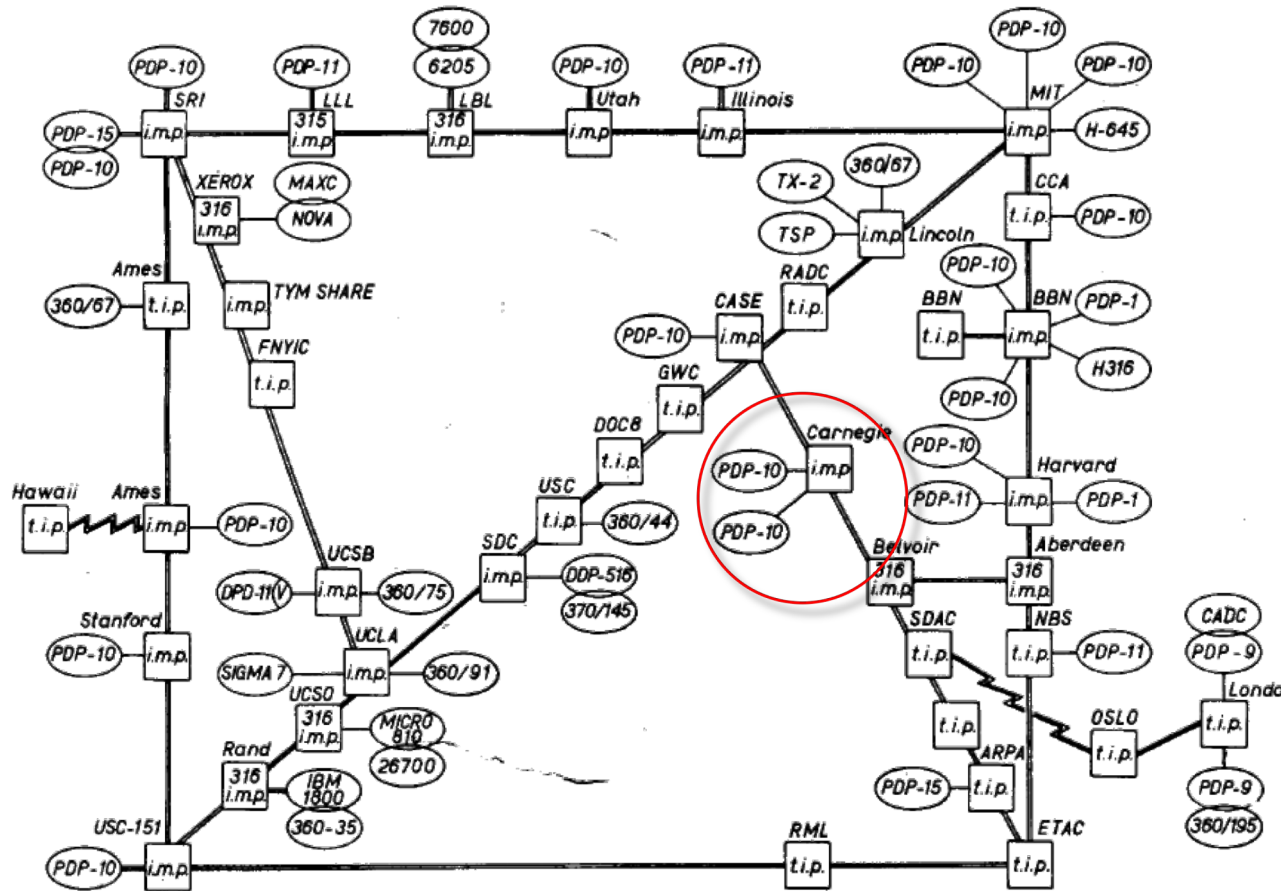 7600
PDP-10
PDP-10 PDP-11 6205 PDP-10 PDP-11 PDP-10 PDP-10
SRI LLL LBL Utah Illinois MIT
PDP-15 i.m.p. 315 i.m.p. 316 i.m.p. i.m.p. i.m.p. i.m.p. H-645
PDP-10
XEROX MAXC TX-2 360/67 CCA
316 i.m.p. NOVA TSP i.m.p. Lincoln t.i.p. PDP-10
Ames RADC PDP-10
360/67 t.i.p. i.m.p. TYM SHARE CASE t.i.p. BBN BBN PDP-1
FNYIC PDP-10 i.m.p. t.i.p. i.m.p. H316
t.i.p. GWC PDP-10
t.i.p.
DOCB Carnegie PDP-10 Harvard
t.i.p. PDP-10 i.m.p. PDP-11 i.m.p. PDP-1
Hawaii Ames USC
t.i.p. i.m.p. PDP-10 t.i.p. 360/44 PDP-10
UCSB SDC Belvoir Aberdeen
DPD-11(V i.m.p. 360/75 i.m.p. DDP-516 316 i.m.p. 316 i.m.p.
370/145
Stanford UCLA SDAC NBS CADC
PDP-10 i.m.p. SIGMA 7 i.m.p. 360/91 t.i.p. t.i.p. PDP-11 PDP-9
UCSO Londo
316 i.m.p. MICRO 810 t.i.p. OSLO t.i.p.
26700 t.i.p.
Rand ARPA
316 i.m.p. IBM 1800 PDP-15 t.i.p. PDP-9
360-35 360/195
USC-151 RML ETAC
PDP-10 i.m.p. t.i.p. t.i.p.